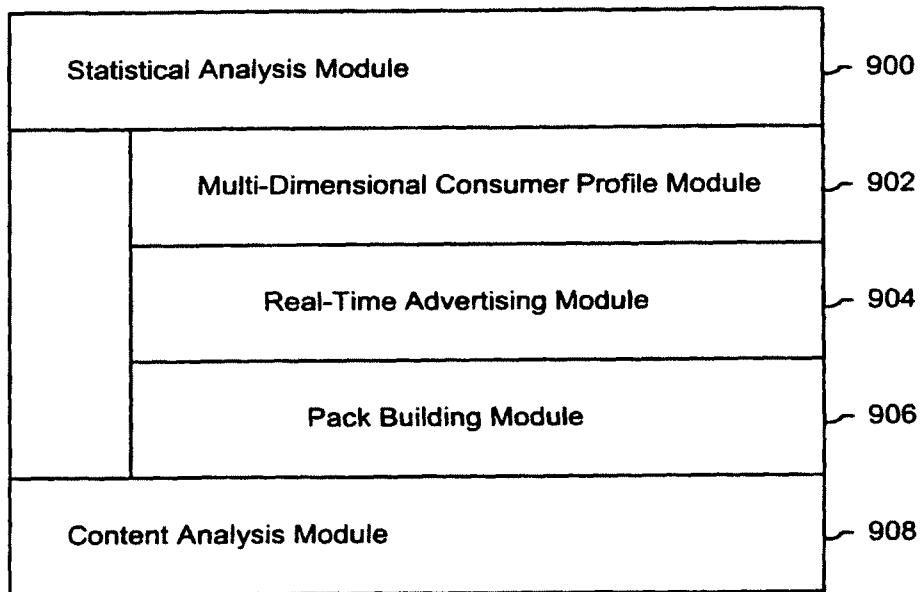 Statistical Analysis Module 900
Multi-Dimensional Consumer Profile Module 902
Real-Time Advertising Module 904
Pack Building Module 906
Content Analysis Module 908